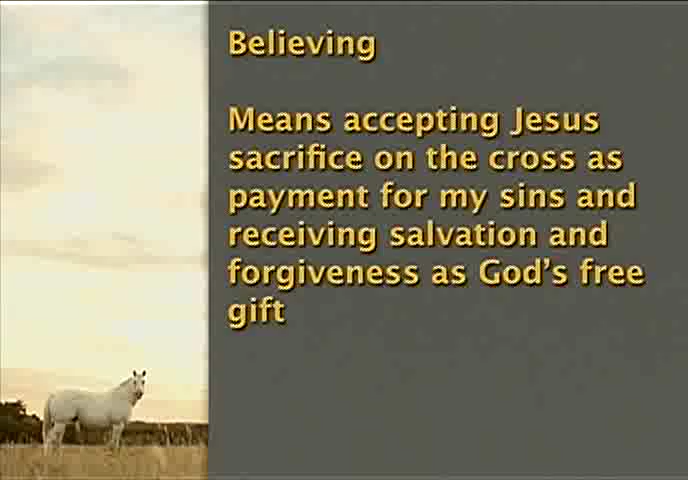 Believing
Means accepting Jesus
sacrifice on the cross as
payment for my sins and
receiving salvation and
forgiveness as God's free
gift